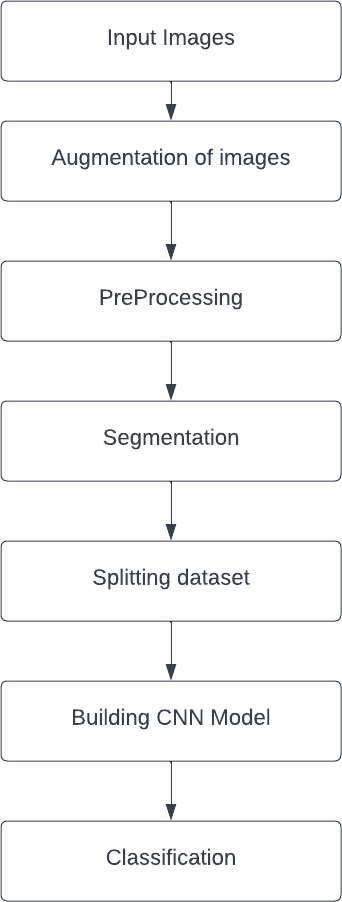 Input Images
Augmentation of images
PreProcessing
Segmentation
Splitting dataset
Building CNN Model
Classification